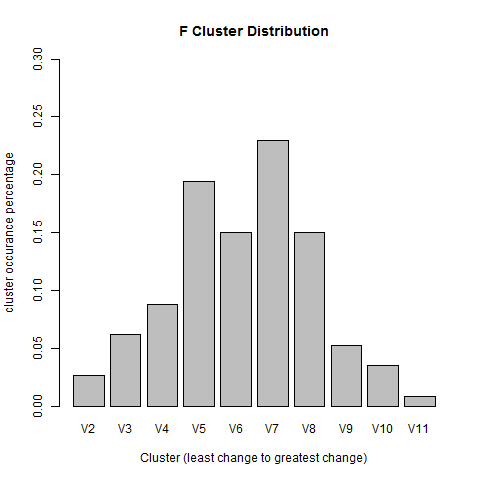 F Cluster Distribution
cluster occurance percentage
0.30
0.25
0.20
0.15
0.10
0.05
0.00
V2 V3 V4 V5 V6 V7 V8 V9 V10 V11
Cluster (least change to greatest change)